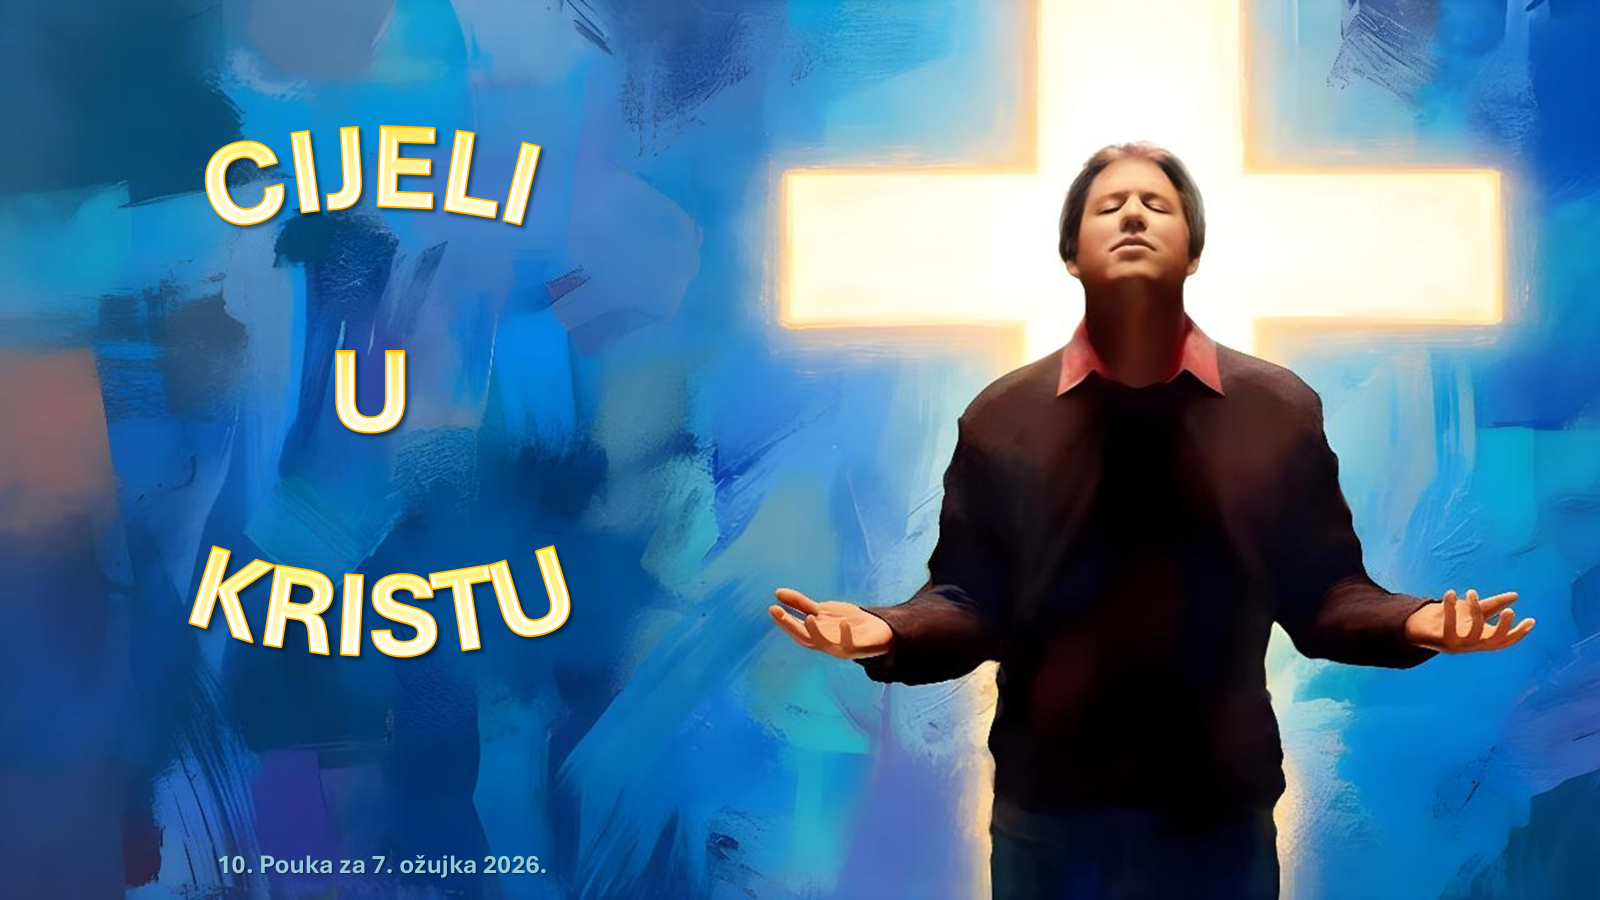 CIJELI
U
KRISTU
10. Pouka za 7. ožujka 2026.